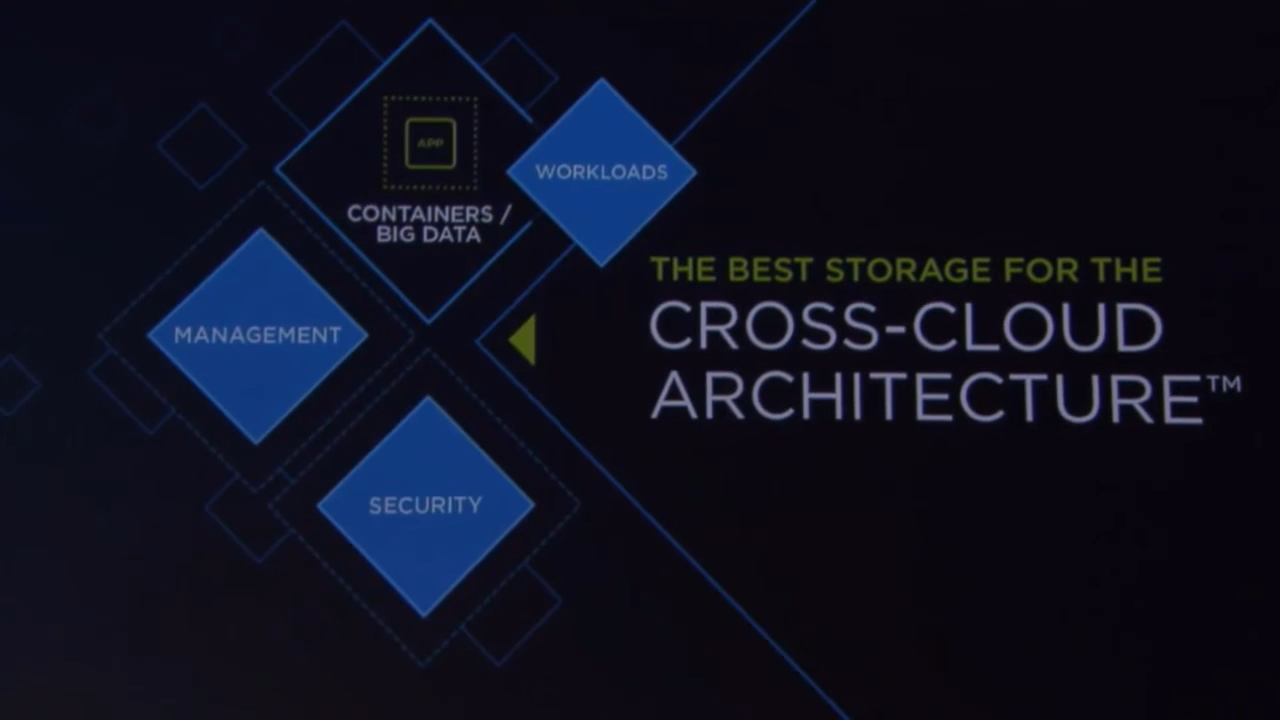 APP
CONTAINERS /
BIG DATA
WORKLOADS
MANAGEMENT
SECURITY
THE BEST STORAGE FOR THE
CROSS-CLOUD
ARCHITECTURE™